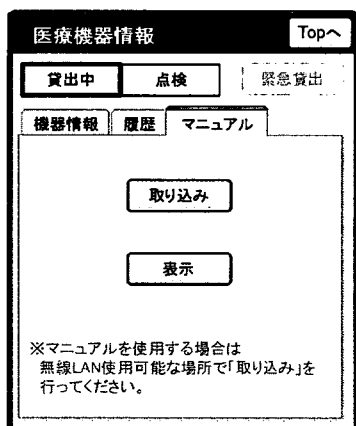 医療機器情報
Topへ
貸出中
点検
緊急貸出
機器情報
履歴
マニュアル
取り込み
表示
※マニュアルを使用する場合は
無線LAN使用可能な場所で「取り込み」を
行ってください。